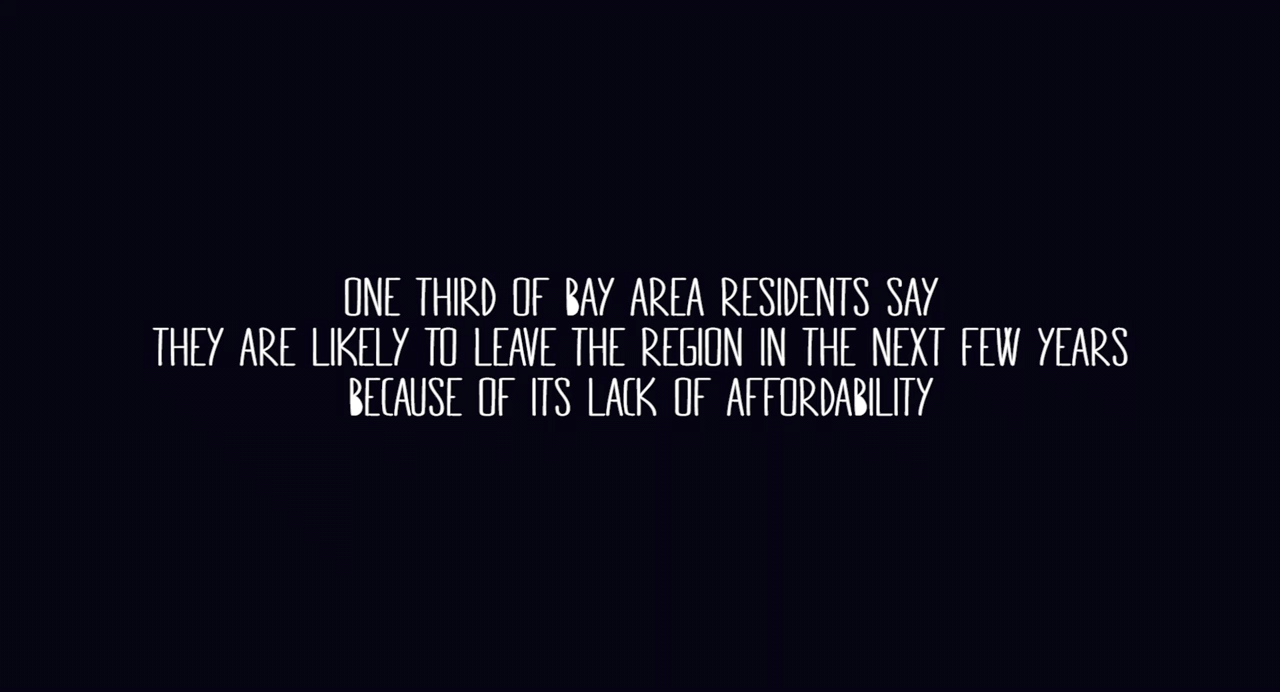 ONE THIRD OF BAY AREA RESIDENTS SAY
THEY ARE LIKELY TO LEAVE THE REGION IN THE NEXT FEW YEARS
BECAUSE OF ITS LACK OF AFFORDABILITY